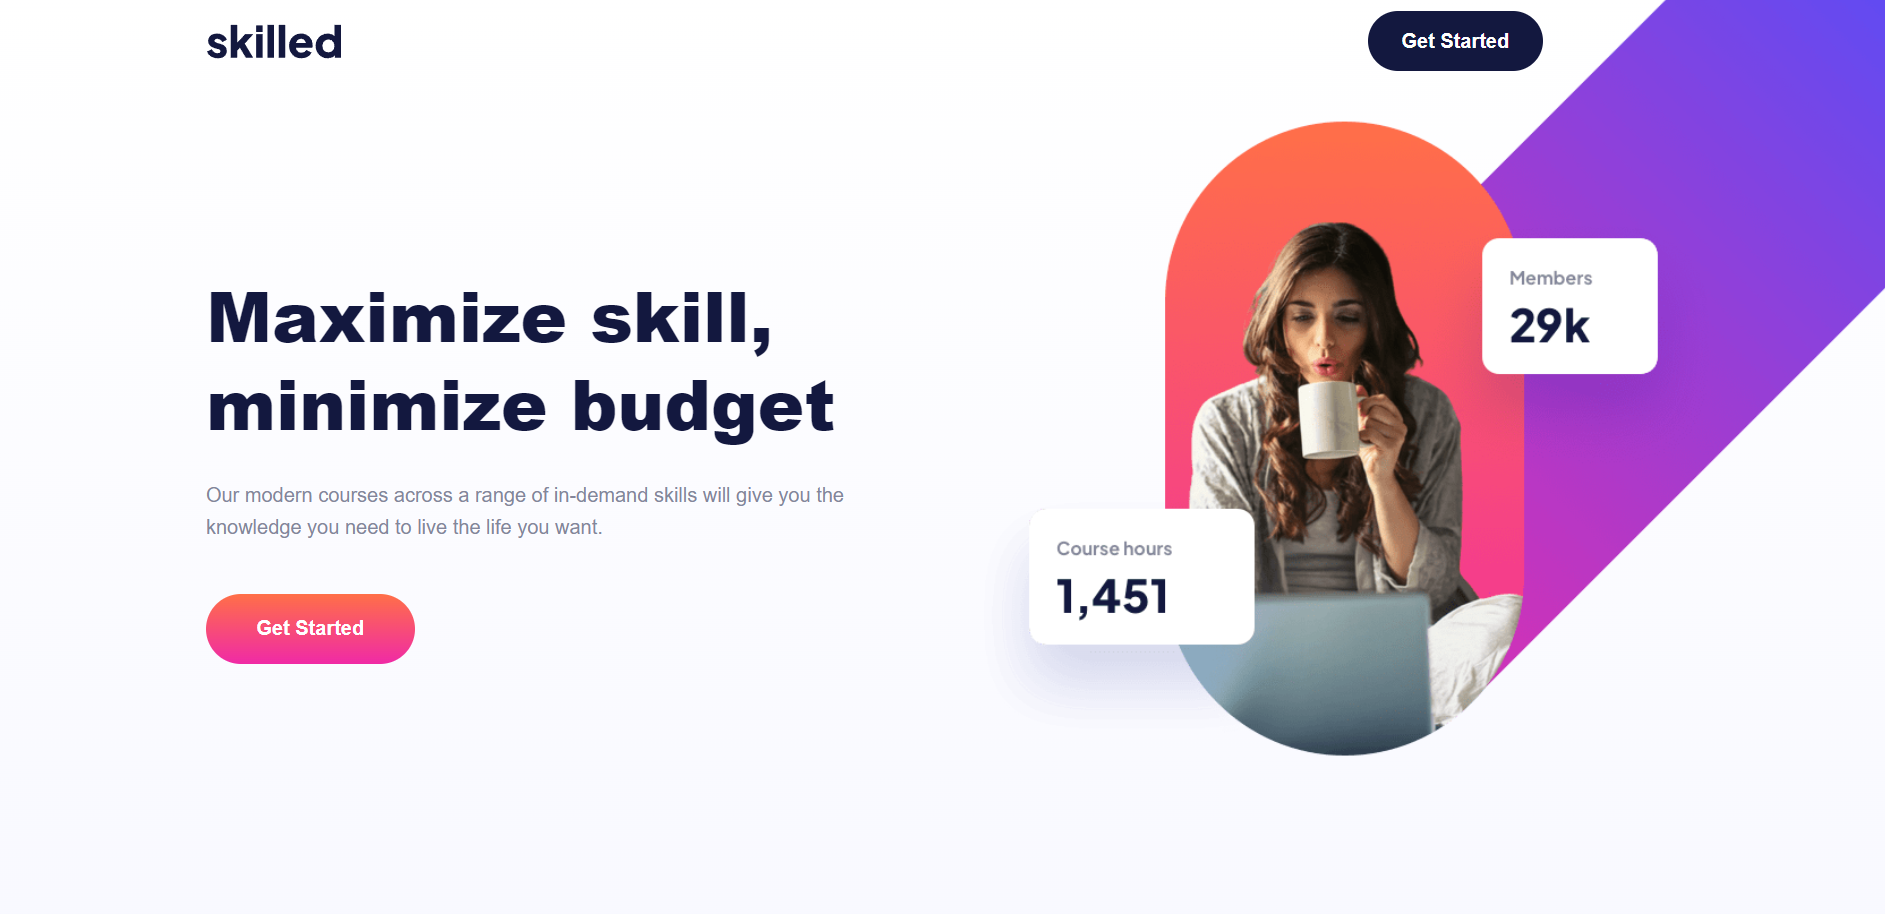 skilled
Get Started
Maximize skill,
minimize budget
Our modern courses across a range of in-demand skills will give you the
knowledge you need to live the life you want.
Get Started
Members
29k
Course hours
1,451